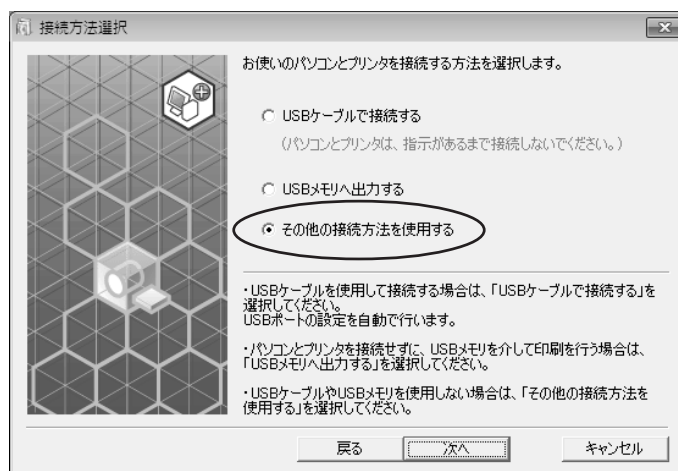 接続方法選択
お使いのパソコンとプリンタを接続する方法を選択します。
USBケーブルで接続する
(パソコンとプリンタは、指示があるまで接続しないでください。)
USBメモリへ出力する
その他の接続方法を使用する
・USBケーブルを使用して接続する場合は、「USBケーブルで接続する」を
選択してください。
USBポートの設定を自動で行います。
・パソコンとプリンタを接続せずに、USBメモリを介して印刷を行う場合は、
「USBメモリへ出力する」を選択してください。
・USBケーブルやUSBメモリを使用しない場合は、「その他の接続方法を
使用する」を選択してください。
戻る
次へ
キャンセル